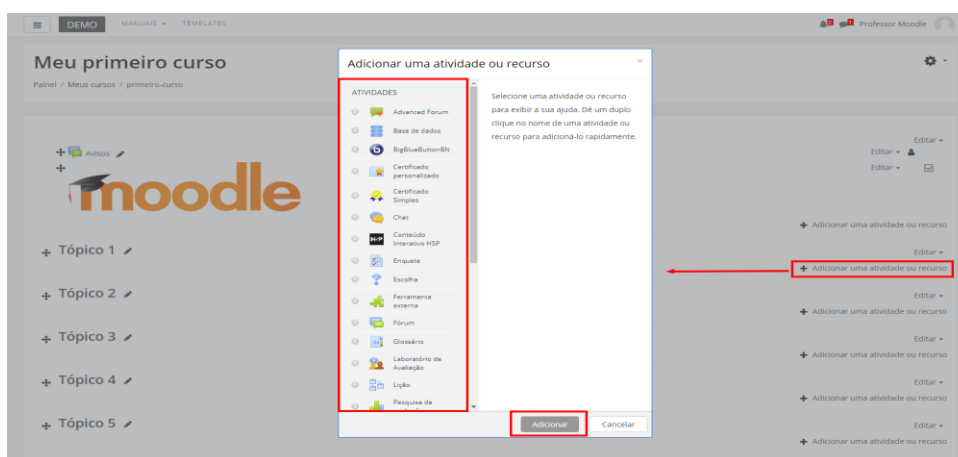 DEMO MANUAIS TEMPLATES 2 1 Professor Moodle
Meu primeiro curso
Painel / Meus cursos / primeiro-curso
Adicionar uma atividade ou recurso ×
ATIVIDADES
Advanced Forum
Base de dados
BigBlueButtonBN
Certificado
personalizado
Certificado
Simples
Chat
H-P Conteúdo
Interativo H5P
Enquete
Escolha
Ferramenta
externa
Fórum
Glossário
Laboratório de
Avaliação
Lição
Pesquisa de
Selecione uma atividade ou recurso
para exibir a sua ajuda. Dê um duplo
clique no nome de uma atividade ou
recurso para adicioná-lo rapidamente.
Adicionar Cancelar
Editar
Avisos Editar
Editar
moodle
Adicionar uma atividade ou recurso
Tópico 1 Editar
Adicionar uma atividade ou recurso
Tópico 2 Editar
Adicionar uma atividade ou recurso
Tópico 3 Editar
Adicionar uma atividade ou recurso
Tópico 4 Editar
Adicionar uma atividade ou recurso
Tópico 5 Editar
Adicionar uma atividade ou recurso